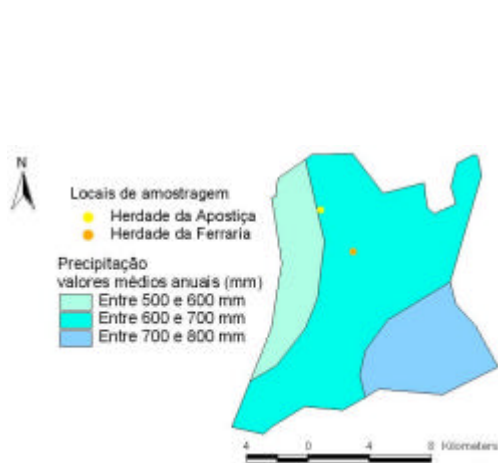 N
Locais de amostragem
Herdade da Apostiça
Herdade da Ferraria
Precipitação
valores médios anuais (mm)
Entre 500 e 600 mm
Entre 600 e 700 mm
Entre 700 e 800 mm
4 0 4 8 Kilometers